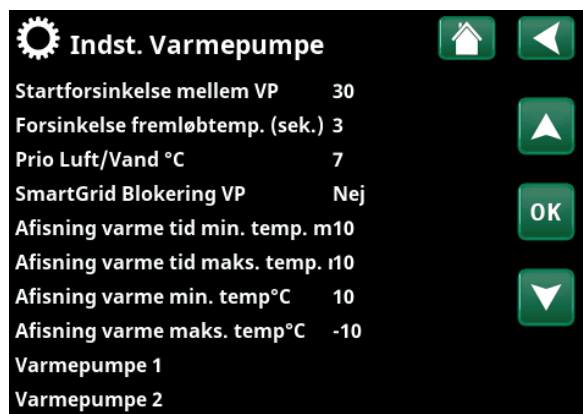 Indst. Varmepumpe
Startforsinkelse mellem VP 30
Forsinkelse fremløbtemp. (sek.) 3
Prio Luft/Vand °C 7
SmartGrid Blokering VP Nej
OK
Afisning varme tid min. temp. m10
Afisning varme tid maks. temp. 10
Afisning varme min. temp°C 10
Afisning varme maks. temp°C -10
Varmepumpe 1
Varmepumpe 2